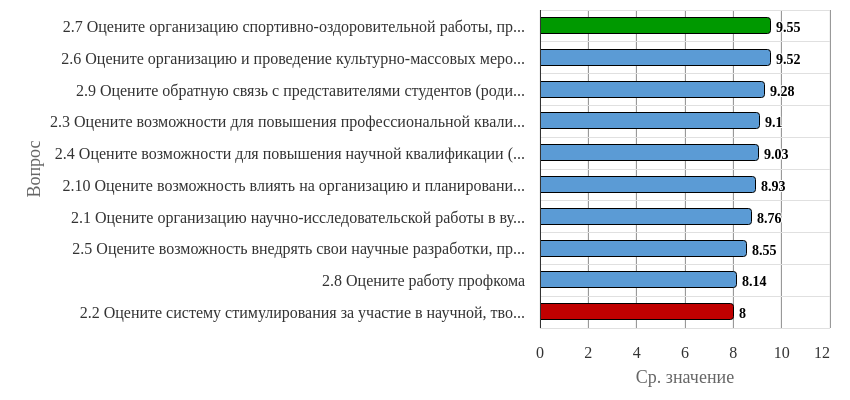 2.7 Оцените организацию спортивно-оздоровительной работы, пр... 9.55
2.6 Оцените организацию и проведение культурно-массовых меро... 9.52
2.9 Оцените обратную связь с представителями студентов (роди... 9.28
2.3 Оцените возможности для повышения профессиональной квали... 9.1
2.4 Оцените возможности для повышения научной квалификации (... 9.03
2.10 Оцените возможность влиять на организацию и планировани... 8.93
2.1 Оцените организацию научно-исследовательской работы в ву... 8.76
2.5 Оцените возможность внедрять свои научные разработки, пр... 8.55
2.8 Оцените работу профкома 8.14
2.2 Оцените систему стимулирования за участие в научной, тво... 8
Вопрос
0 2 4 6 8 10 12
Ср. значение